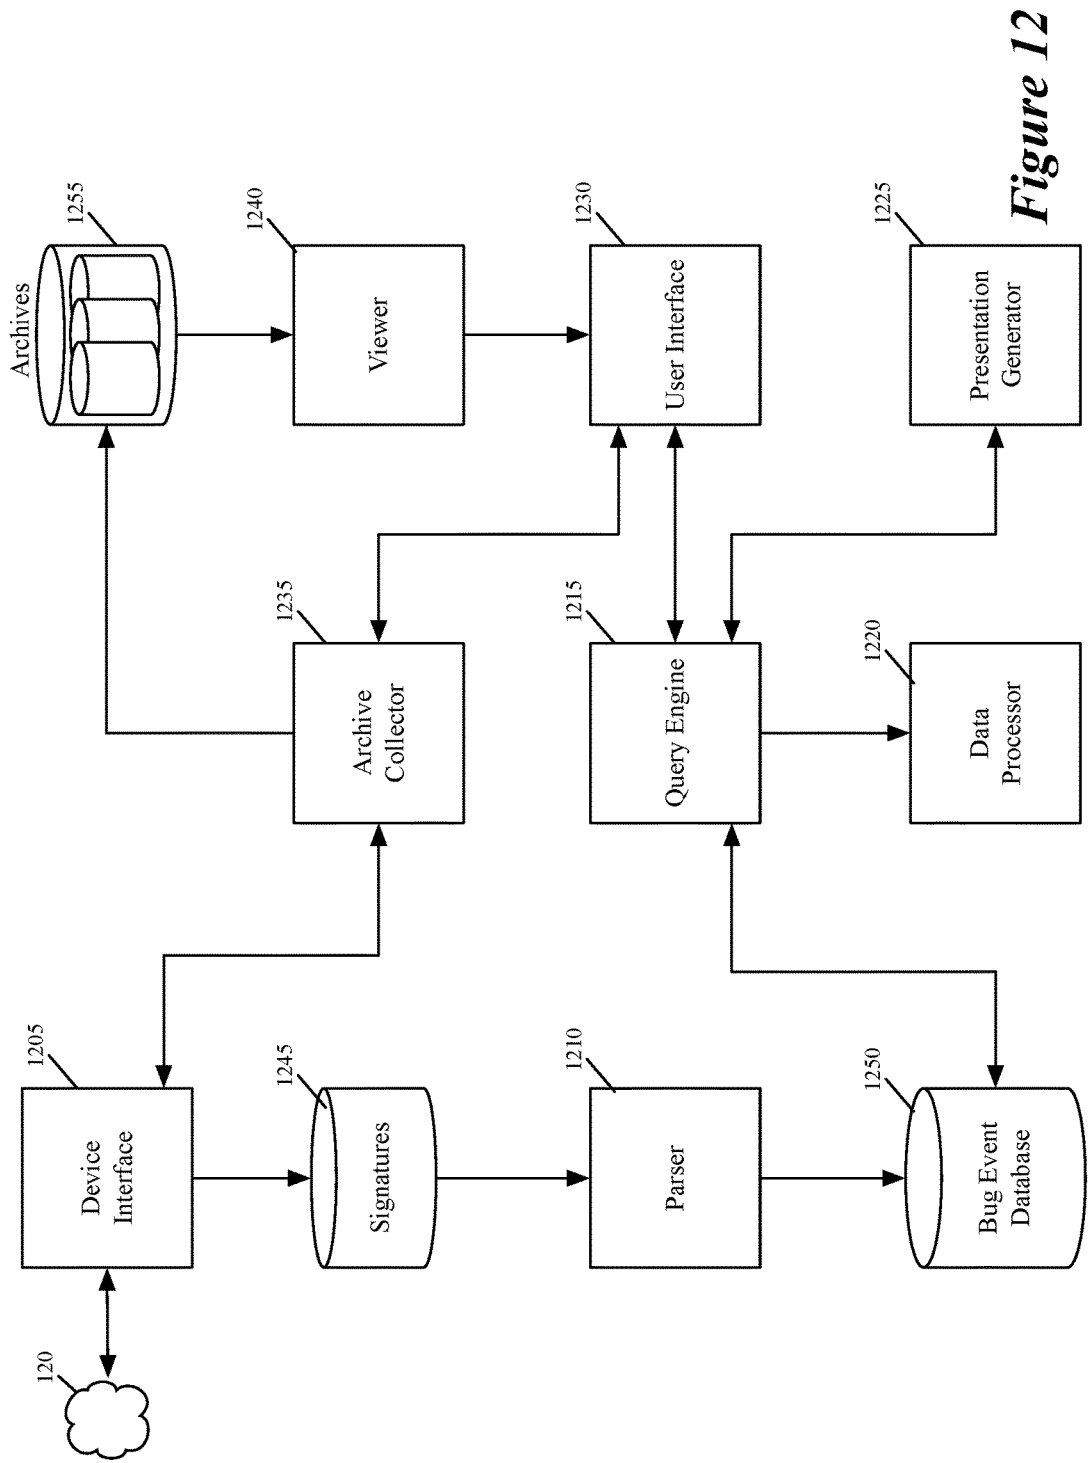 120
1205
Device
Interface
1235
Archive
Collector
Archives
1255
1245
Signatures
1240
Viewer
1210
Parser
1215
Query Engine
1230
User Interface
1250
Bug Event
Database
1220
Data
Processor
1225
Presentation
Generator
Figure 12